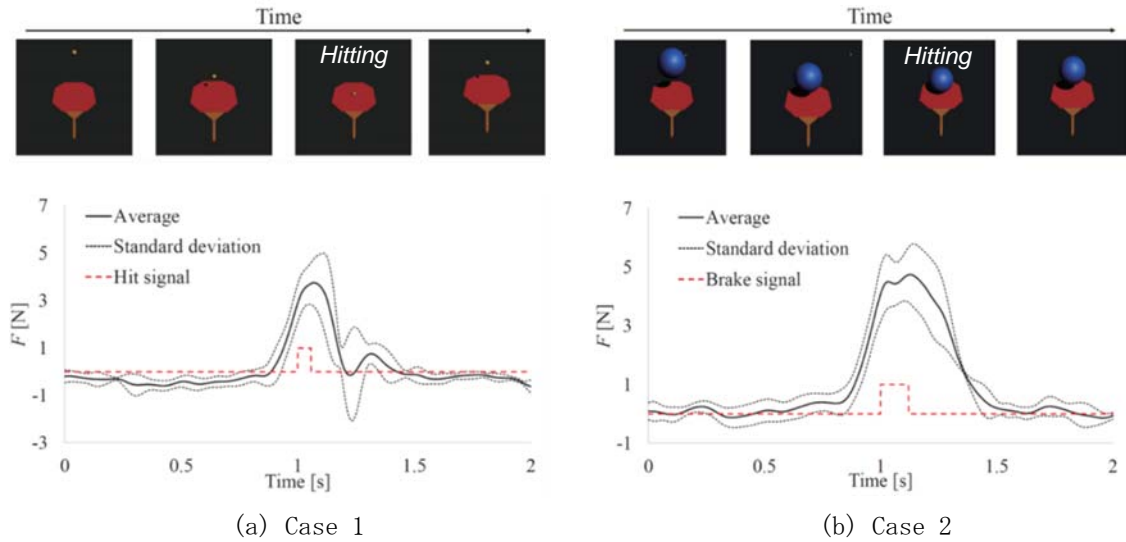 Time
Hitting
7
5
3
1
-1
-3
F [N]
Average
Standard deviation
Hit signal
0
0.5
1
1.5
2
Time [s]
(a) Case 1
Time
Hitting
7
5
3
1
-1
F [N]
Average
Standard deviation
Brake signal
0
0.5
1
1.5
2
Time [s]
(b) Case 2